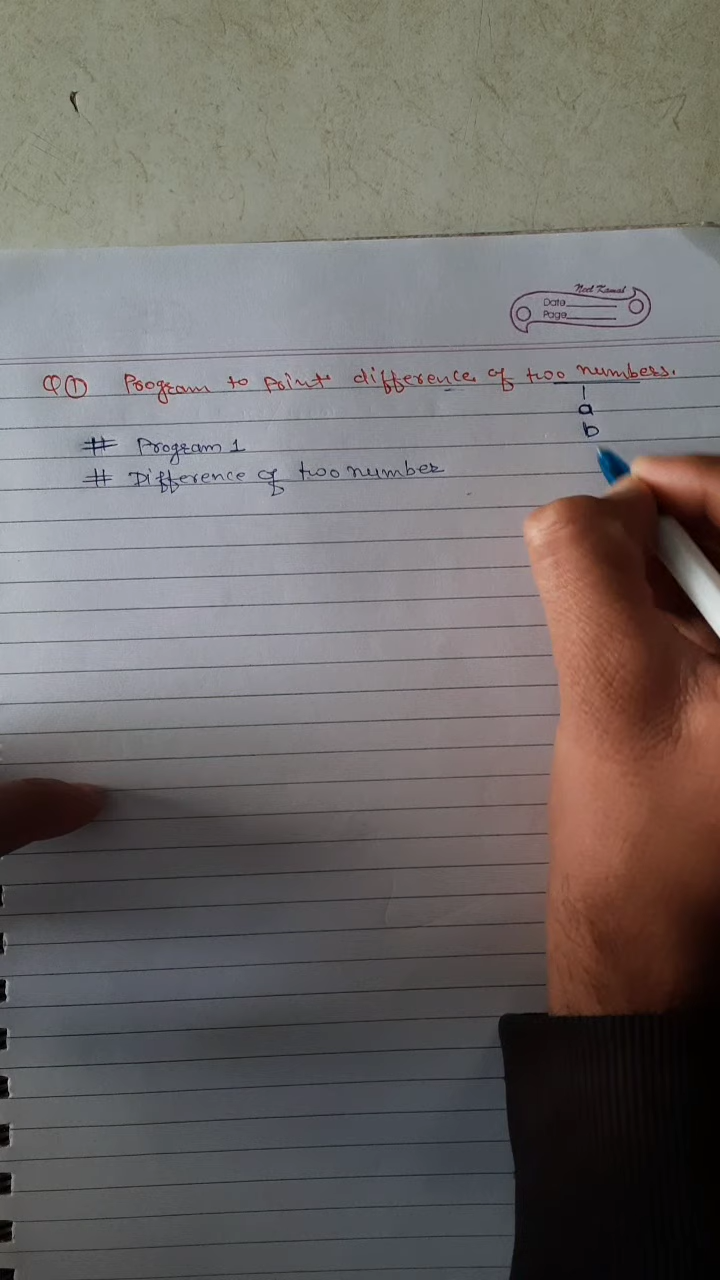 Neel Kamal
Date
Page
Q① Program to print difference of two numbers.
a
b
# Program 1
# Difference of two number